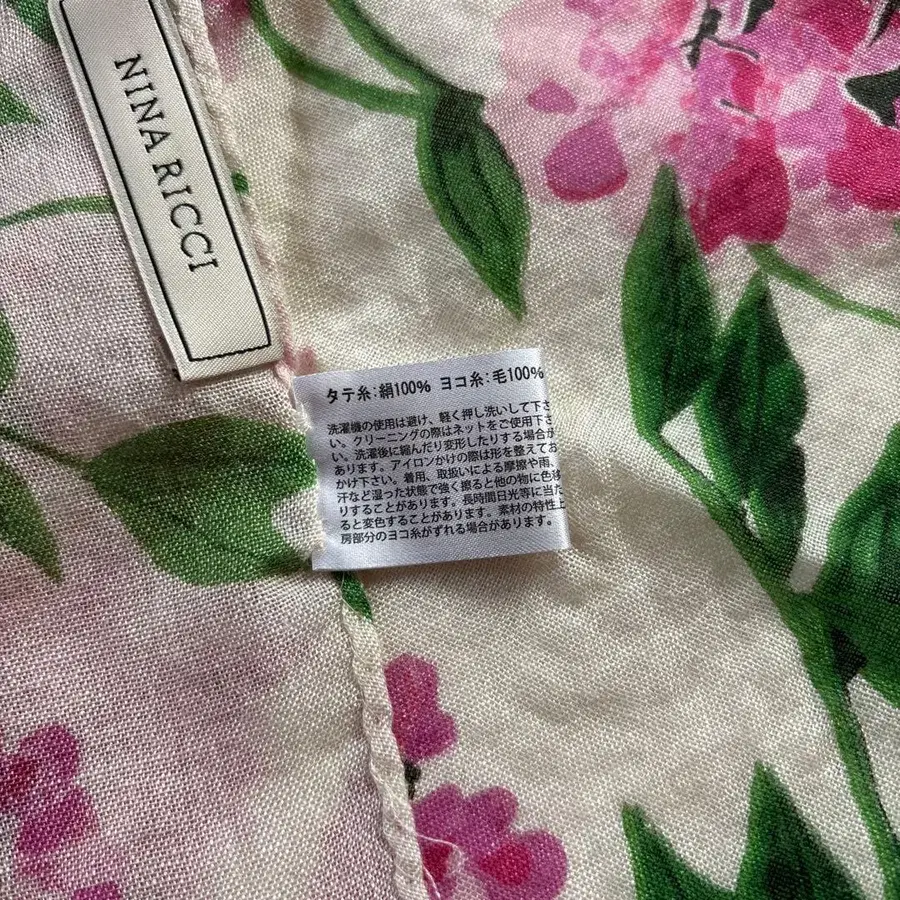 NINA RICCI
タテ糸:絹100% ヨコ糸:毛100%
洗濯機の使用は避け、軽く押し洗いして下さ
い。クリーニングの際はネットをご使用下さ
い。洗濯後に縮んだり変形したりする場合が
あります。アイロンかけの際は形を整えてお
かけ下さい。着用、取扱いによる摩擦や雨、
汗など湿った状態で強く擦ると他の物に色移
りすることがあります。長時間日光等に当た
ると変色することがあります。素材の特性上
房部分のヨコ糸がずれる場合があります。